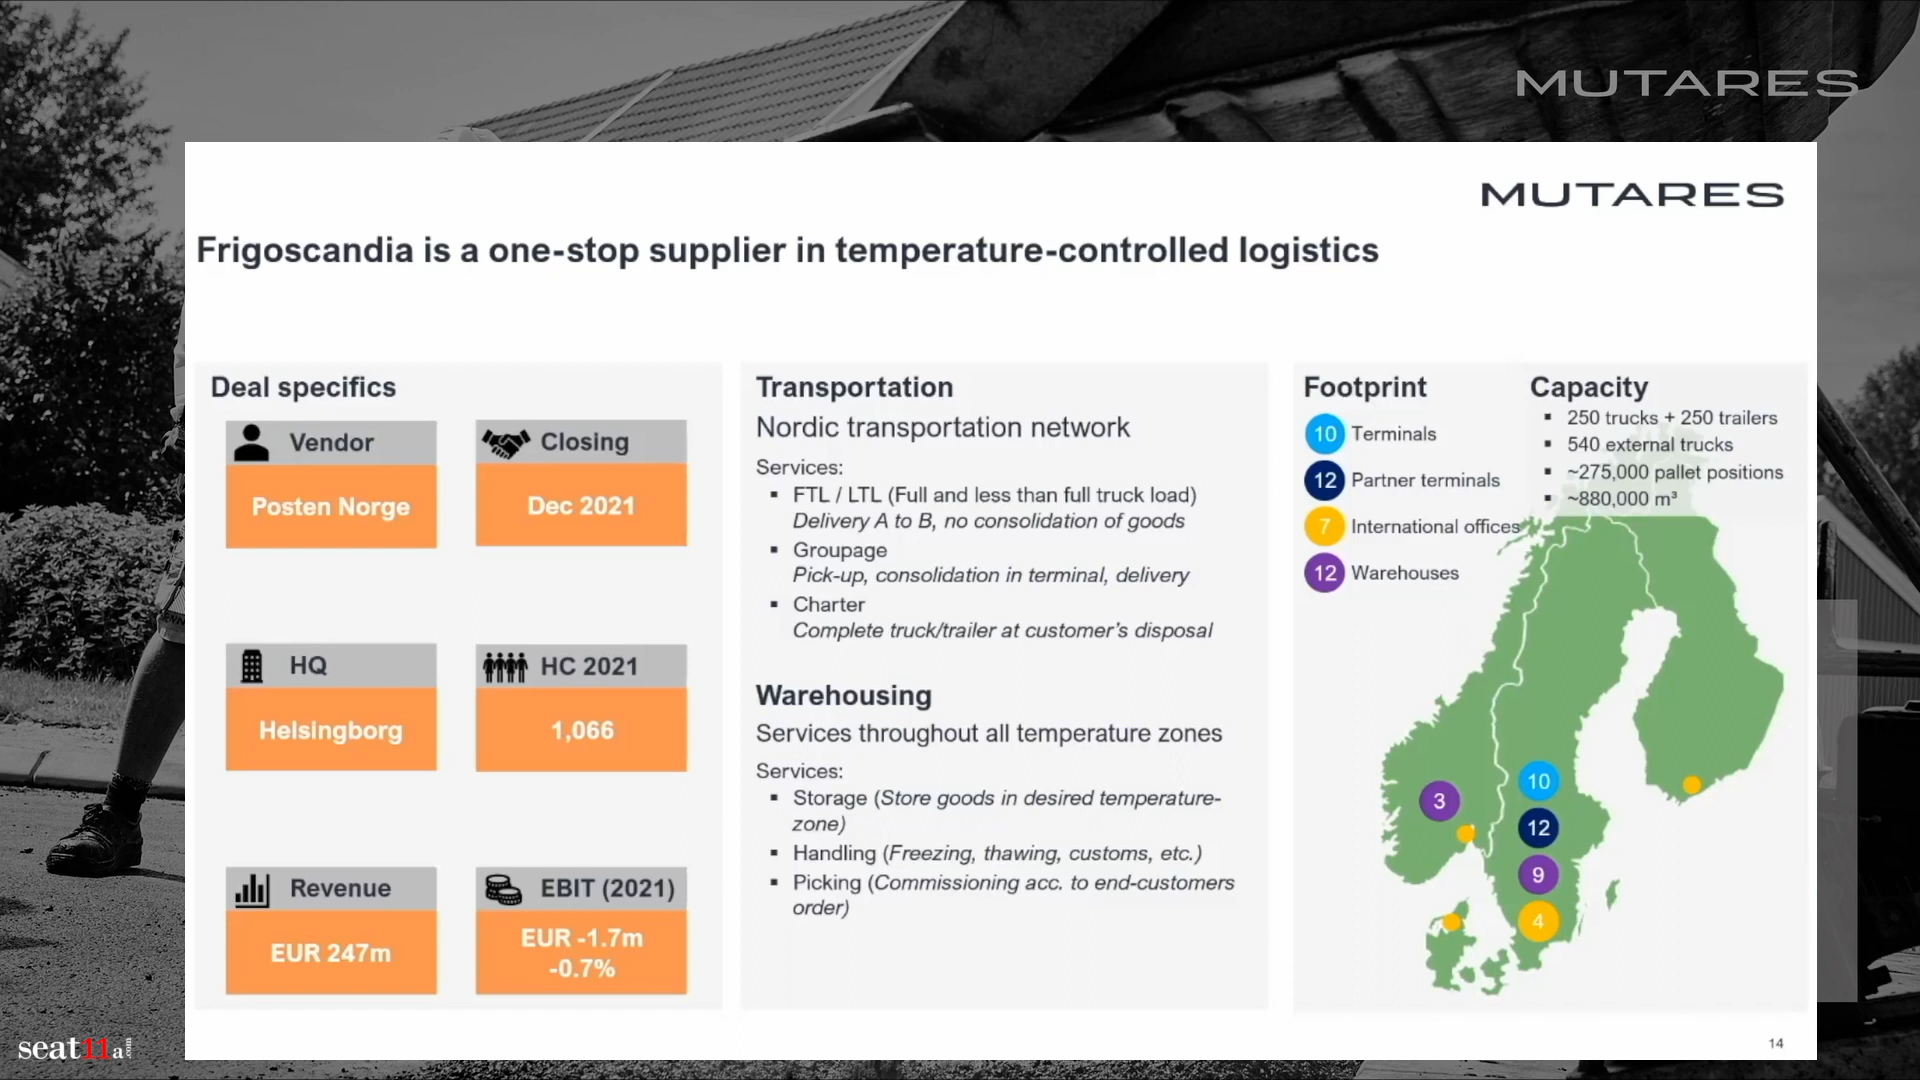 MUTARES
MUTARES
Frigoscandia is a one-stop supplier in temperature-controlled logistics
Deal specifics
Vendor
Posten Norge
Closing
Dec 2021
HQ
Helsingborg
HC 2021
1,066
Revenue
EUR 247m
EBIT (2021)
EUR -1.7m
-0.7%
Transportation
Nordic transportation network
Services:
▪ FTL / LTL (Full and less than full truck load)
Delivery A to B, no consolidation of goods
▪ Groupage
Pick-up, consolidation in terminal, delivery
▪ Charter
Complete truck/trailer at customer's disposal
Warehousing
Services throughout all temperature zones
Services:
▪ Storage (Store goods in desired temperature-
zone)
▪ Handling (Freezing, thawing, customs, etc.)
▪ Picking (Commissioning acc. to end-customers
order)
Footprint
10 Terminals
12 Partner terminals
7 International offices
12 Warehouses
Capacity
▪ 250 trucks + 250 trailers
▪ 540 external trucks
▪ ~275,000 pallet positions
▪ ~880,000 m³
3
10
12
9
4
14
seat11a.com